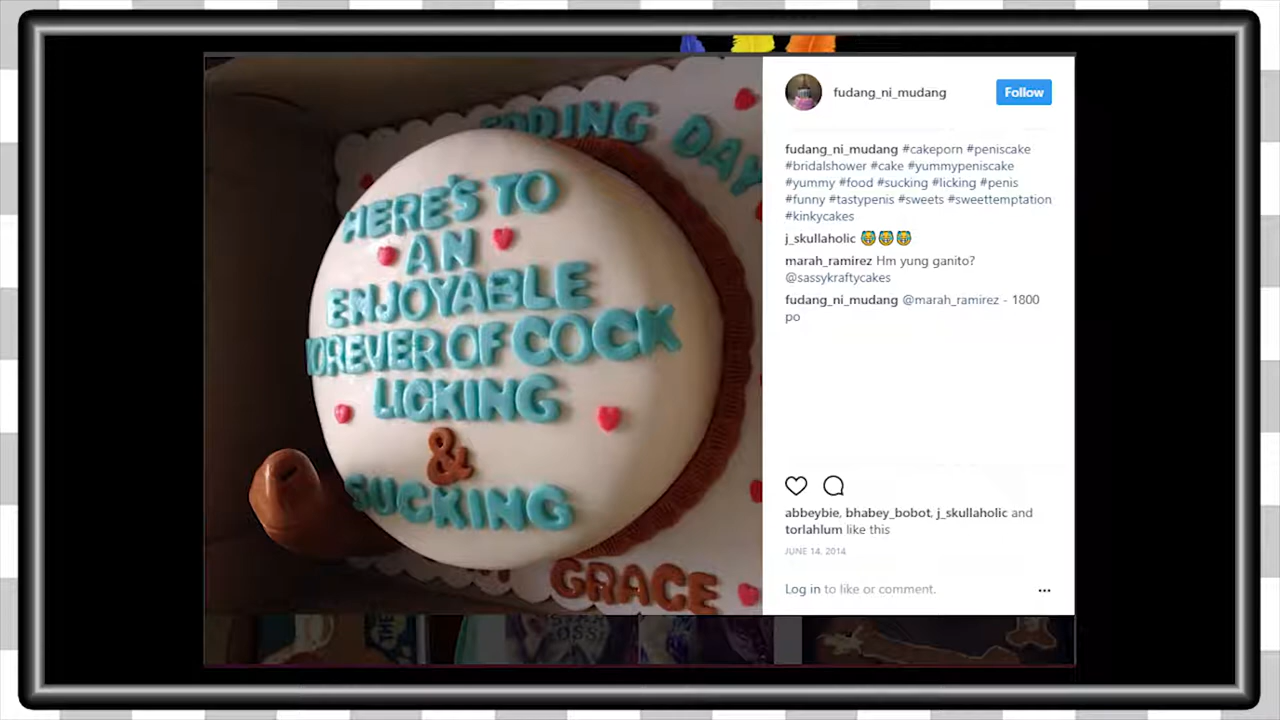 EDDING DAY
HERE'S TO
AN
ENJOYABLE
FOREVER OF COCK
LICKING
&
SUCKING
GRACE
fudang_ni_mudang
Follow
fudang_ni_mudang #cakeporn #peniscake
#bridalshower #cake #yummypeniscake
#yummy #food #sucking #licking #penis
#funny #tastypenis #sweets #sweettemptation
#kinkycakes
j_skullaholic
marah_ramirez Hm yung ganito?
@sassykraftycakes
fudang_ni_mudang @marah_ramirez - 1800
po
abbeybie, bhabey_bobot, j_skullaholic and
torlahlum like this
JUNE 14, 2014
Log in to like or comment.